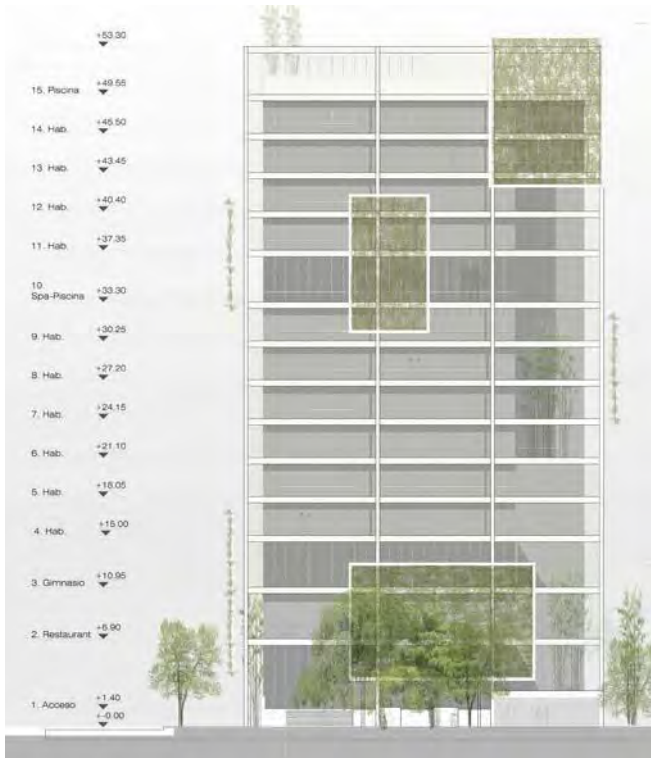 +53.30
15. Piscina +49.55
14. Hab. +46.50
13. Hab. +43.45
12. Hab. +40.40
11. Hab. +37.35
10.
Spa-Piscina +33.30
9. Hab. +30.25
8. Hab. +27.20
7. Hab. +24.15
6. Hab. +21.10
5. Hab. +18.05
4. Hab. +15.00
3. Gimnasio +10.95
2. Restaurant +6.90
1. Acceso +1.40
+-0.00